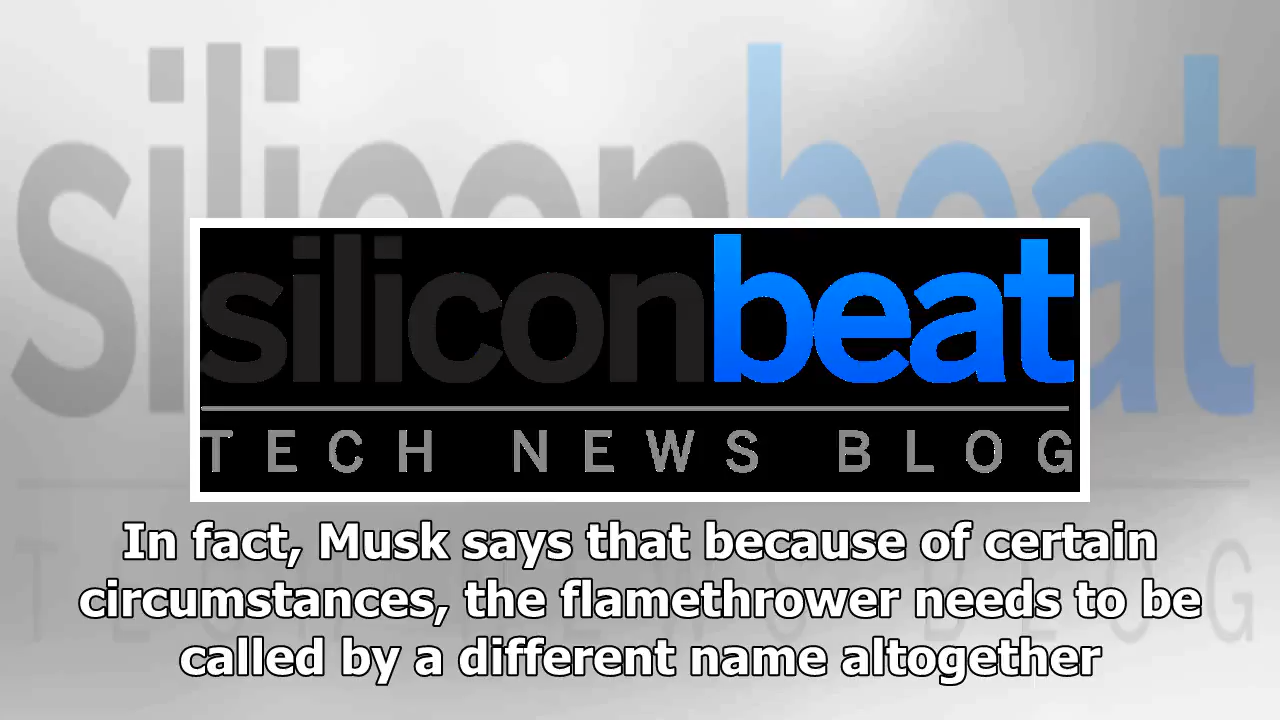 siliconbeat
TECH NEWS BLOG
In fact, Musk says that because of certain
circumstances, the flamethrower needs to be
called by a different name altogether